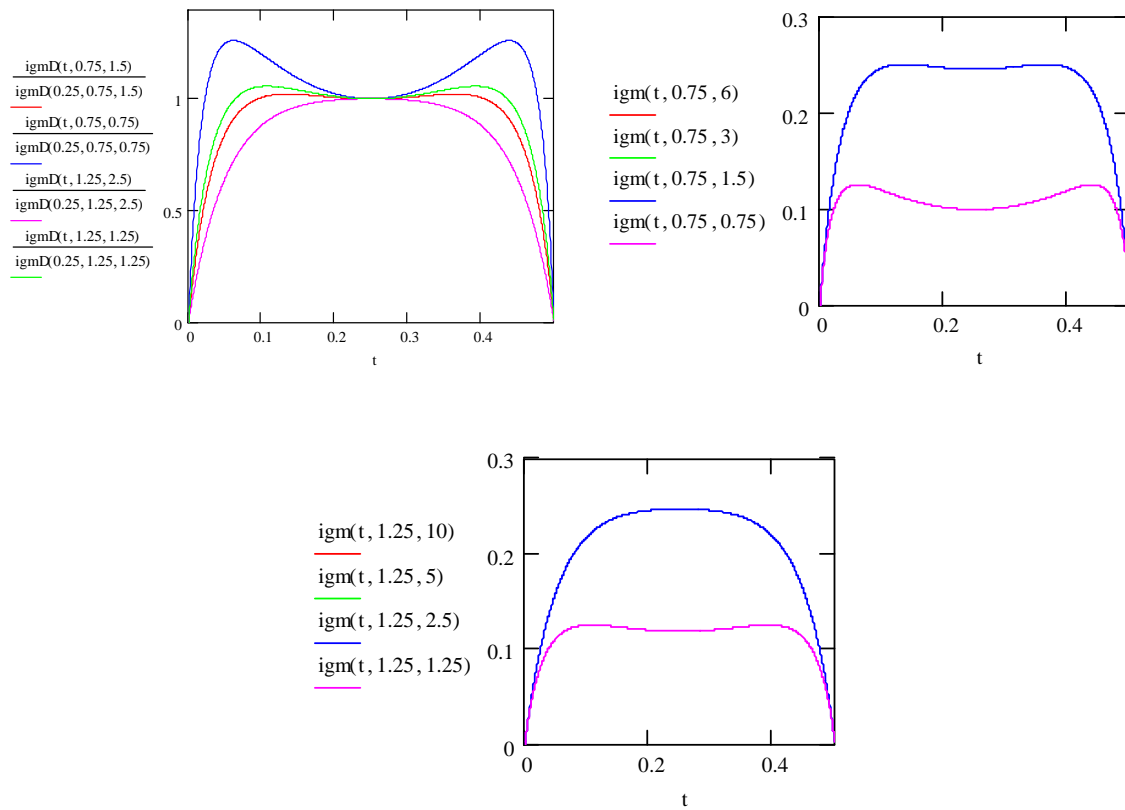 igmD(t, 0.75, 1.5)
igmD(0.25, 0.75, 1.5)
igmD(t, 0.75, 0.75)
igmD(0.25, 0.75, 0.75)
igmD(t, 1.25, 2.5)
igmD(0.25, 1.25, 2.5)
igmD(t, 1.25, 1.25)
igmD(0.25, 1.25, 1.25)
1
0.5
0
0 0.1 0.2 0.3 0.4
t
igm(t, 0.75, 6)
igm(t, 0.75, 3)
igm(t, 0.75, 1.5)
igm(t, 0.75, 0.75)
0.3
0.2
0.1
0
0 0.2 0.4
t
igm(t, 1.25, 10)
igm(t, 1.25, 5)
igm(t, 1.25, 2.5)
igm(t, 1.25, 1.25)
0.3
0.2
0.1
0
0 0.2 0.4
t